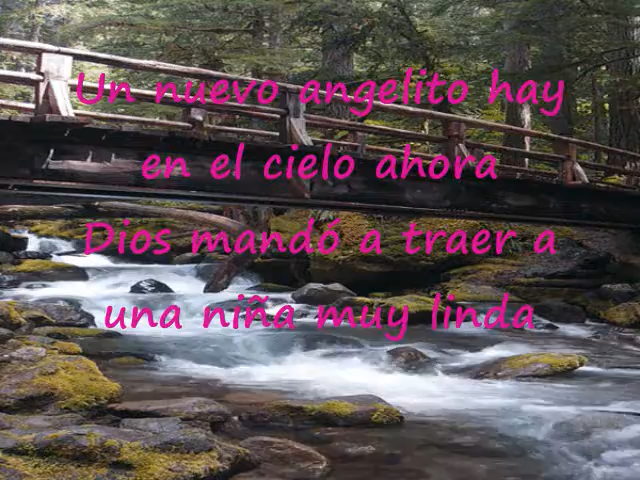 Un nuevo angelito hay
en el cielo ahora
Dios mandó a traer a
una niña muy linda